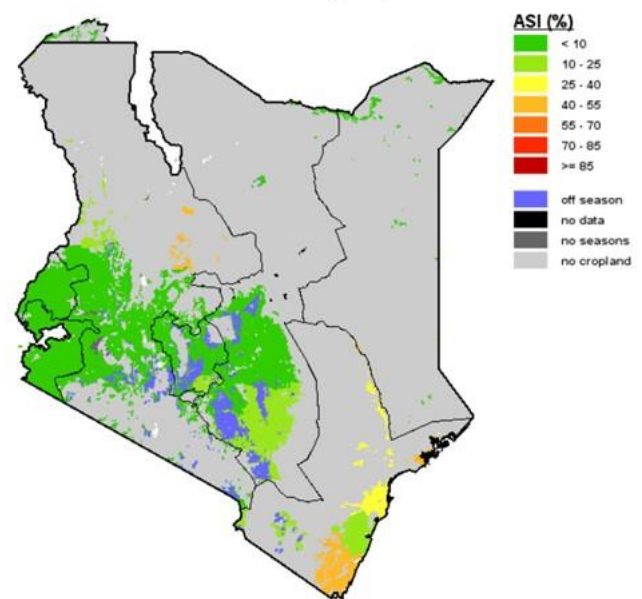 ASI (%)
< 10
10 - 25
25 - 40
40 - 55
55 - 70
70 - 85
>= 85
off season
no data
no seasons
no cropland